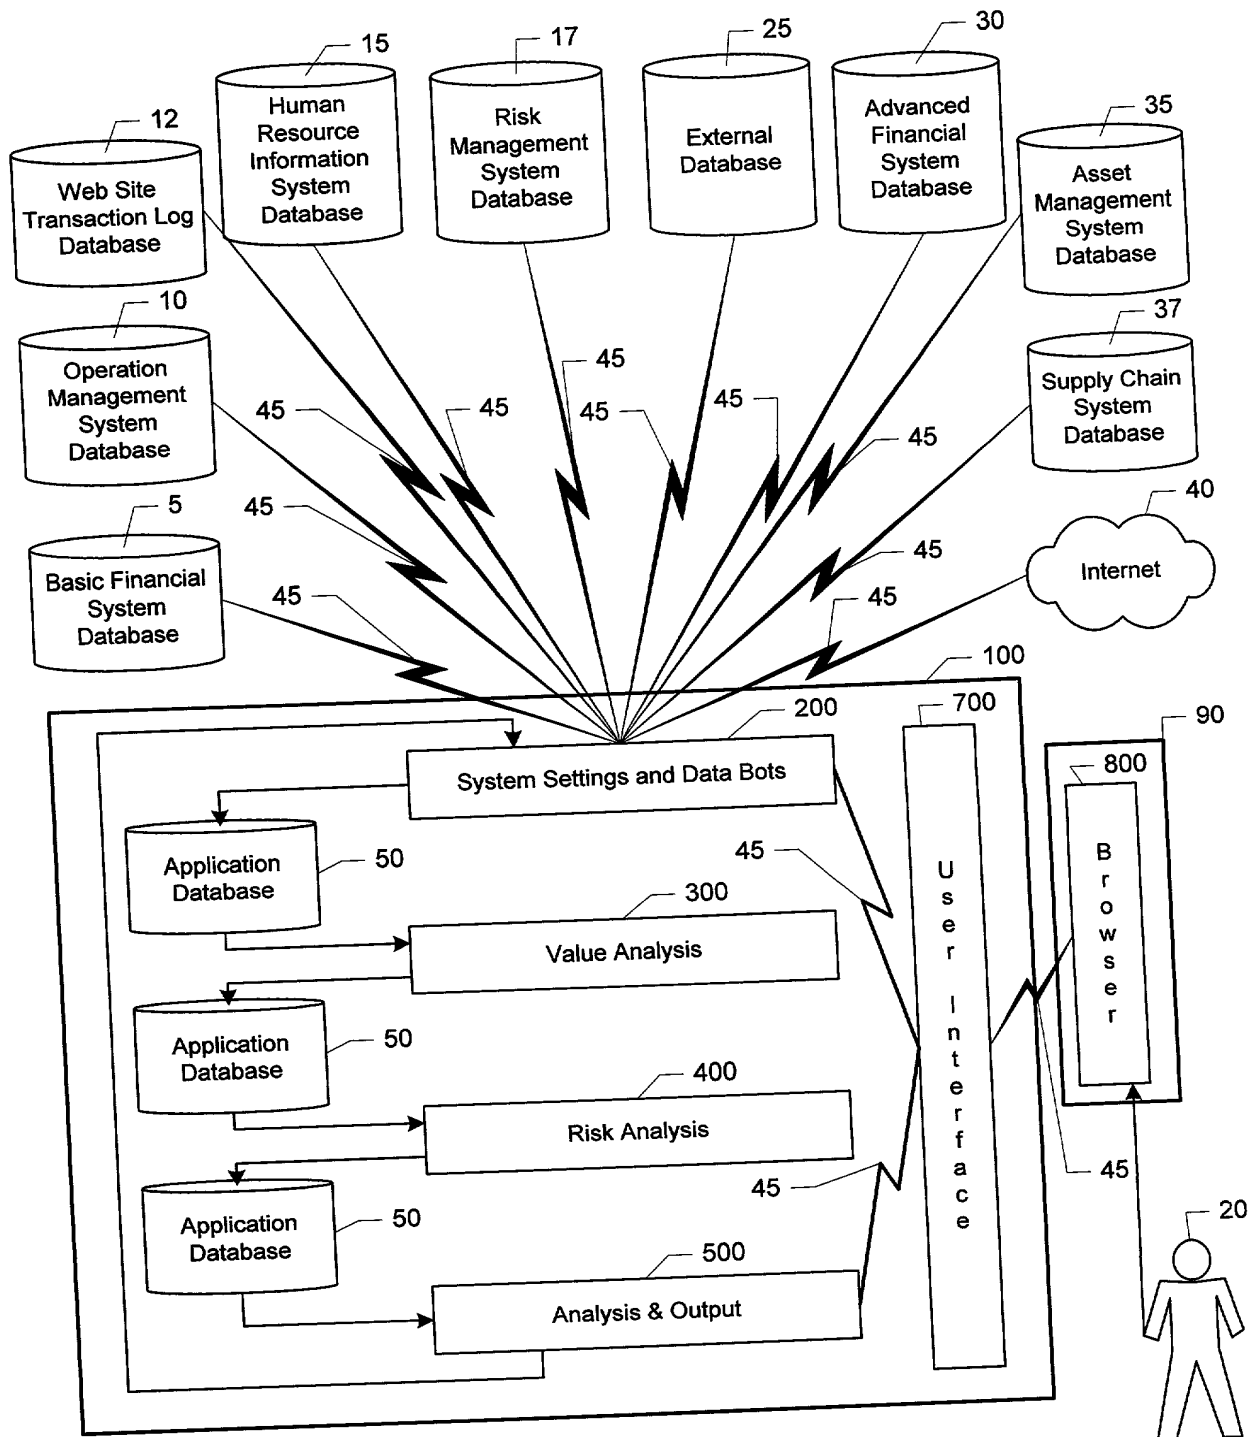 15
17
25
30
12
35
Human
Resource
Information
System
Database
Risk
Management
System
Database
External
Database
Advanced
Financial
System
Database
Web Site
Transaction Log
Database
Asset
Management
System
Database
10
37
Operation
Management
System
Database
Supply Chain
System
Database
45
45
45
45
45
45
5
45
45
40
Basic Financial
System
Database
Internet
45
45
100
200
700
90
System Settings and Data Bots
800
Application
Database
50
45
300
Value Analysis
User Interface
Browser
Application
Database
50
400
Risk Analysis
45
45
Application
Database
50
20
500
Analysis & Output